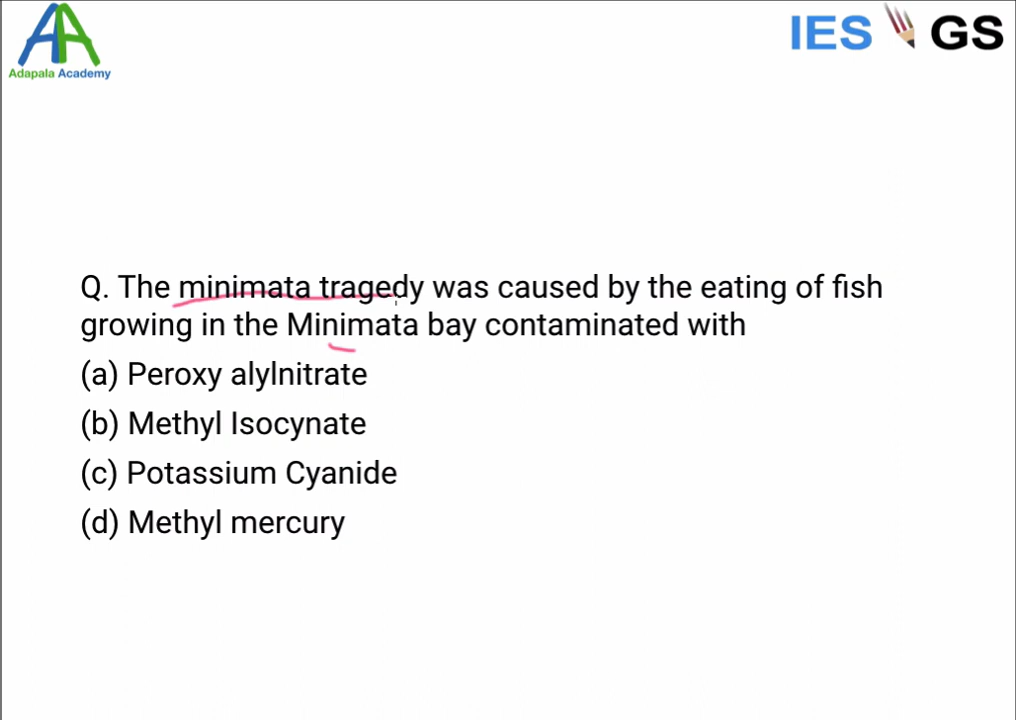 Adapala Academy
IES GS
Q. The minimata tragedy was caused by the eating of fish
growing in the Minimata bay contaminated with
(a) Peroxy alylnitrate
(b) Methyl Isocynate
(c) Potassium Cyanide
(d) Methyl mercury